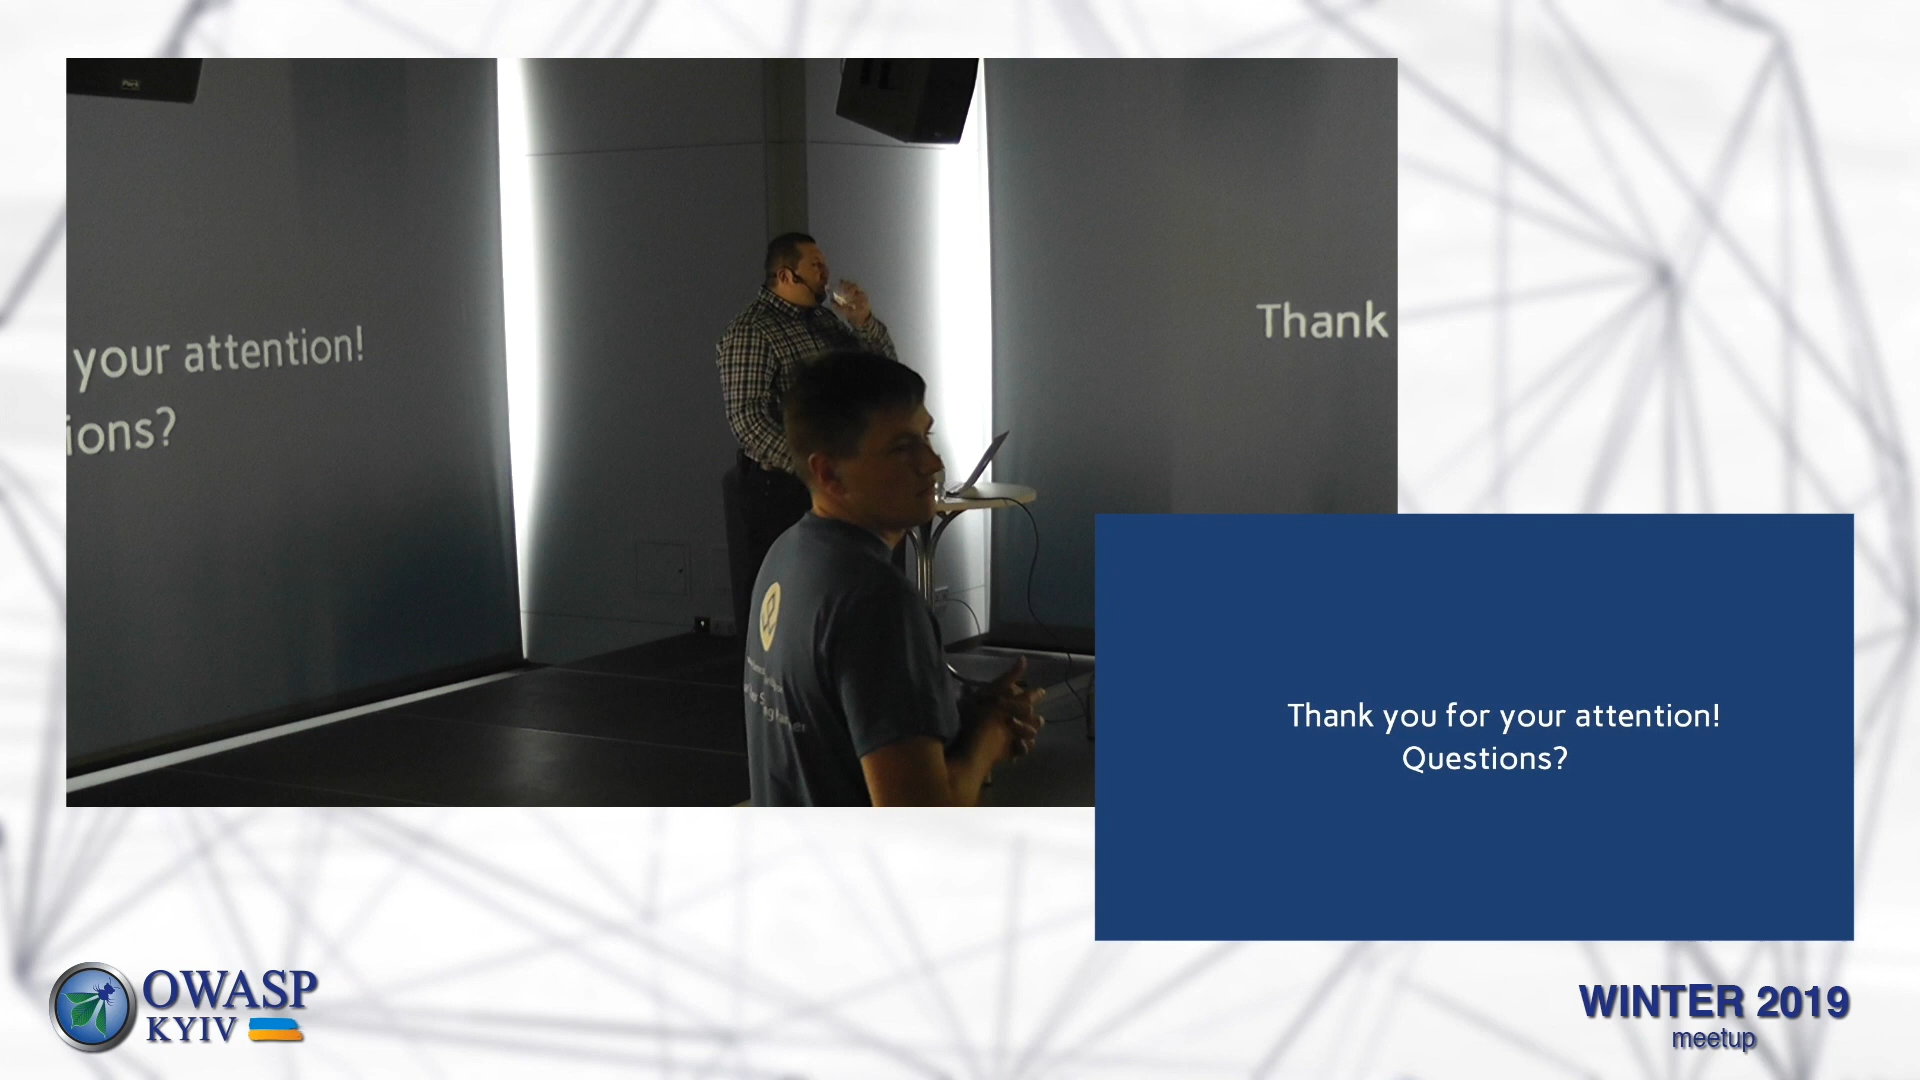 your attention!
ions?
Thank
Thank you for your attention!
Questions?
OWASP
KYIV
WINTER 2019
meetup